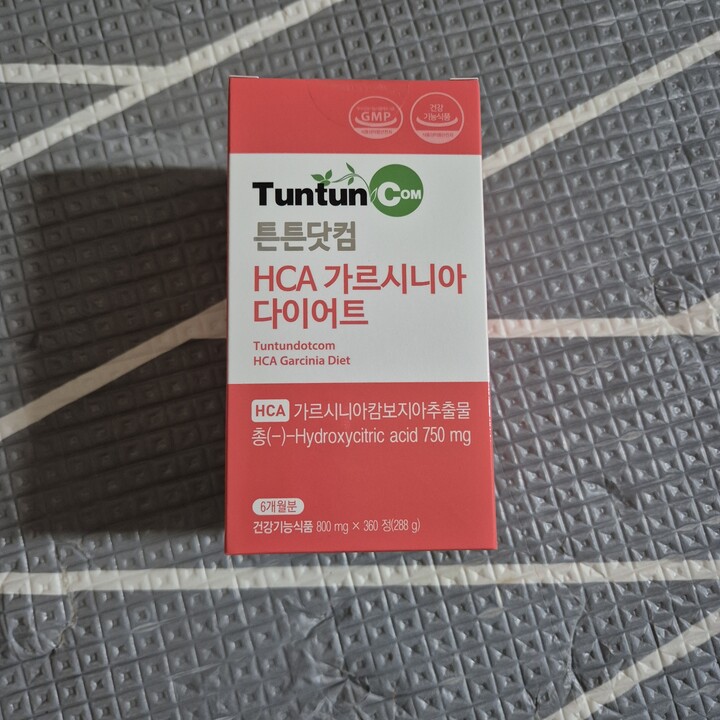 GMP
건강
기능식품
Tuntun COM
튼튼닷컴
HCA 가르시니아
다이어트
Tuntundotcom
HCA Garcinia Diet
HCA 가르시니아캄보지아추출물
총(-)-Hydroxycitric acid 750 mg
6개월분
건강기능식품 800 mg × 360 정(288 g)